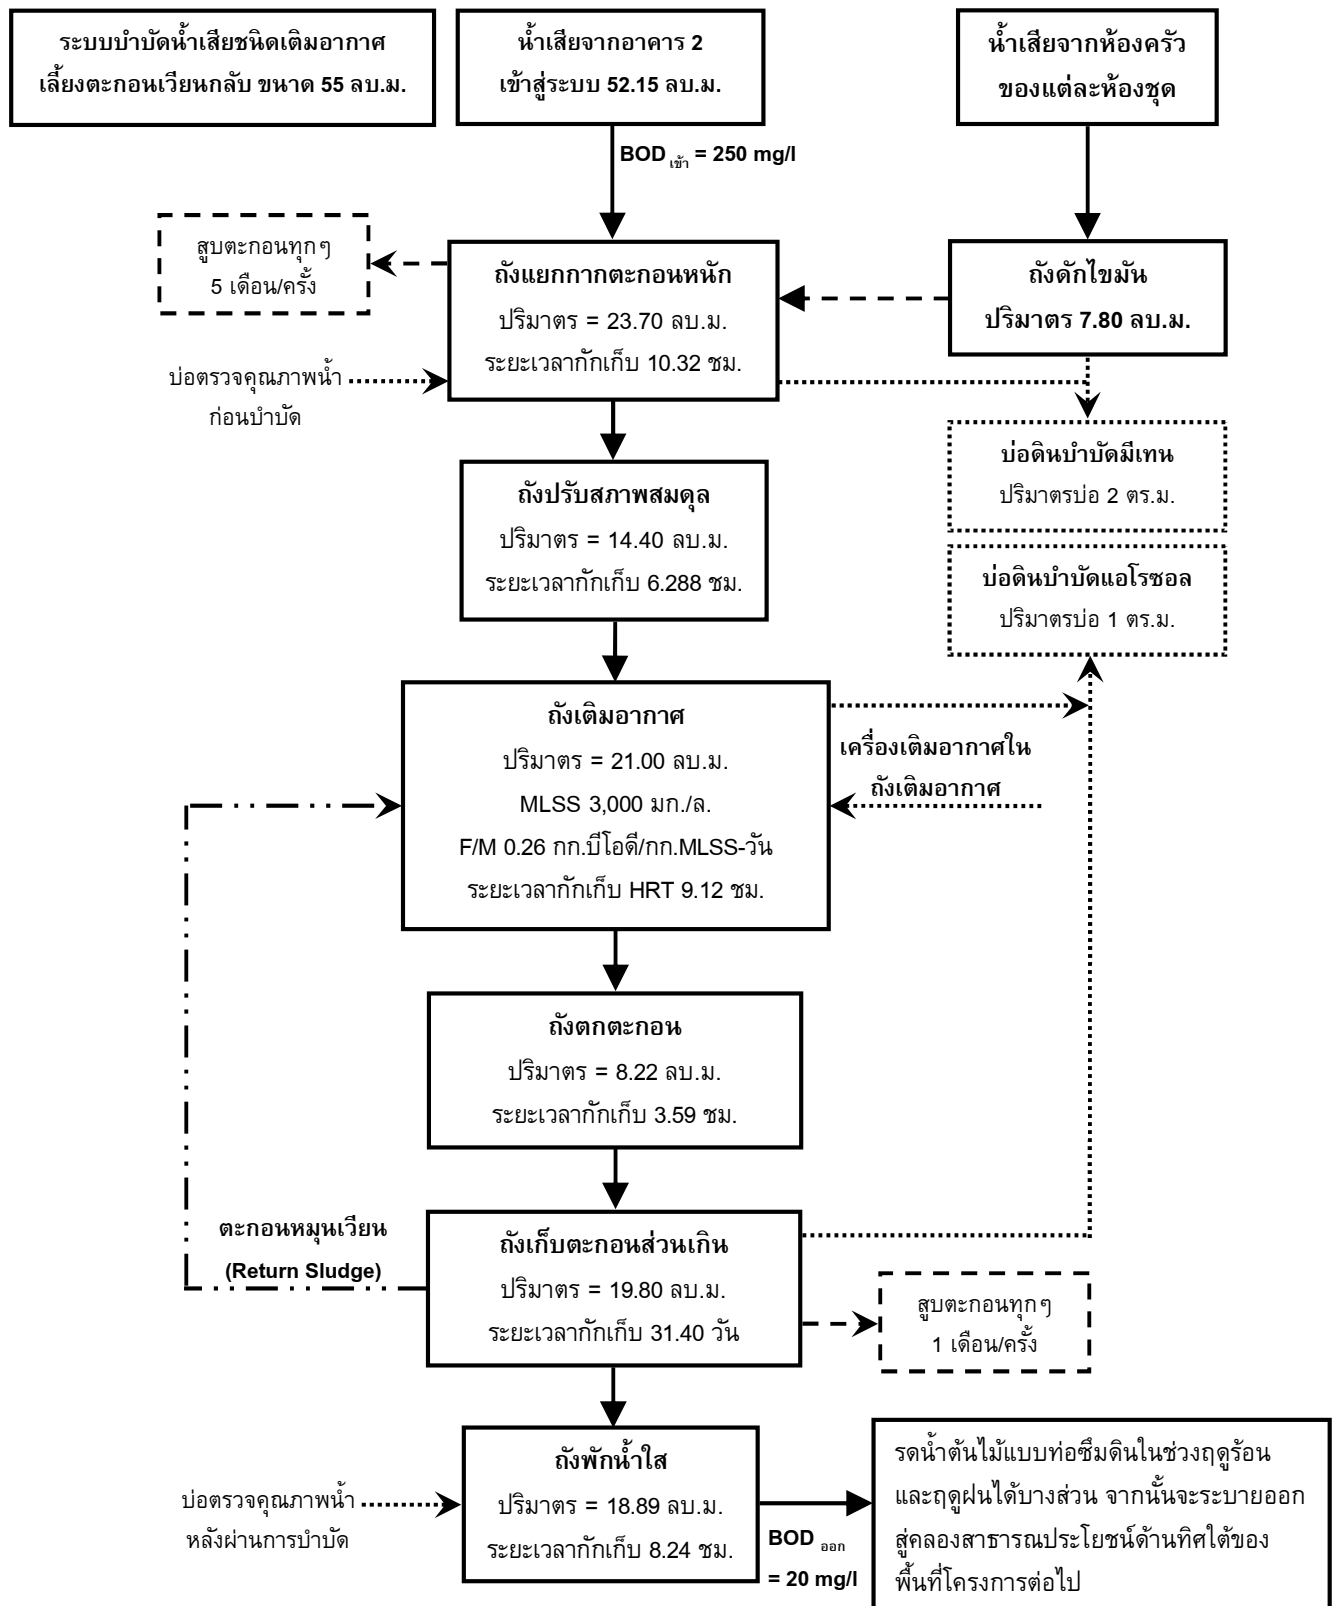 ระบบบำบัดน้ำเสียชนิดเติมอากาศ
เลี้ยงตะกอนเวียนกลับ ขนาด 55 ลบ.ม.
น้ำเสียจากอาคาร 2
เข้าสู่ระบบ 52.15 ลบ.ม.
น้ำเสียจากห้องครัว
ของแต่ละห้องชุด
BOD เข้า = 250 mg/l
สูบตะกอนทุกๆ
5 เดือน/ครั้ง
ถังแยกกากตะกอนหนัก
ปริมาตร = 23.70 ลบ.ม.
ระยะเวลากักเก็บ 10.32 ชม.
ถังดักไขมัน
ปริมาตร 7.80 ลบ.ม.
บ่อตรวจคุณภาพน้ำ
ก่อนบำบัด
บ่อดินบำบัดมีเทน
ปริมาตรบ่อ 2 ตร.ม.
ถังปรับสภาพสมดุล
ปริมาตร = 14.40 ลบ.ม.
ระยะเวลากักเก็บ 6.288 ชม.
บ่อดินบำบัดแอโรซอล
ปริมาตรบ่อ 1 ตร.ม.
ถังเติมอากาศ
ปริมาตร = 21.00 ลบ.ม.
MLSS 3,000 มก./ล.
F/M 0.26 กก.บีโอดี/กก.MLSS-วัน
ระยะเวลากักเก็บ HRT 9.12 ชม.
เครื่องเติมอากาศใน
ถังเติมอากาศ
ถังตกตะกอน
ปริมาตร = 8.22 ลบ.ม.
ระยะเวลากักเก็บ 3.59 ชม.
ตะกอนหมุนเวียน
(Return Sludge)
ถังเก็บตะกอนส่วนเกิน
ปริมาตร = 19.80 ลบ.ม.
ระยะเวลากักเก็บ 31.40 วัน
สูบตะกอนทุกๆ
1 เดือน/ครั้ง
ถังพักน้ำใส
ปริมาตร = 18.89 ลบ.ม.
ระยะเวลากักเก็บ 8.24 ชม.
บ่อตรวจคุณภาพน้ำ
หลังผ่านการบำบัด
BOD ออก
= 20 mg/l
รดน้ำต้นไม้แบบท่อซึมดินในช่วงฤดูร้อน
และฤดูฝนได้บางส่วน จากนั้นจะระบายออก
สู่คลองสาธารณประโยชน์ด้านทิศใต้ของ
พื้นที่โครงการต่อไป